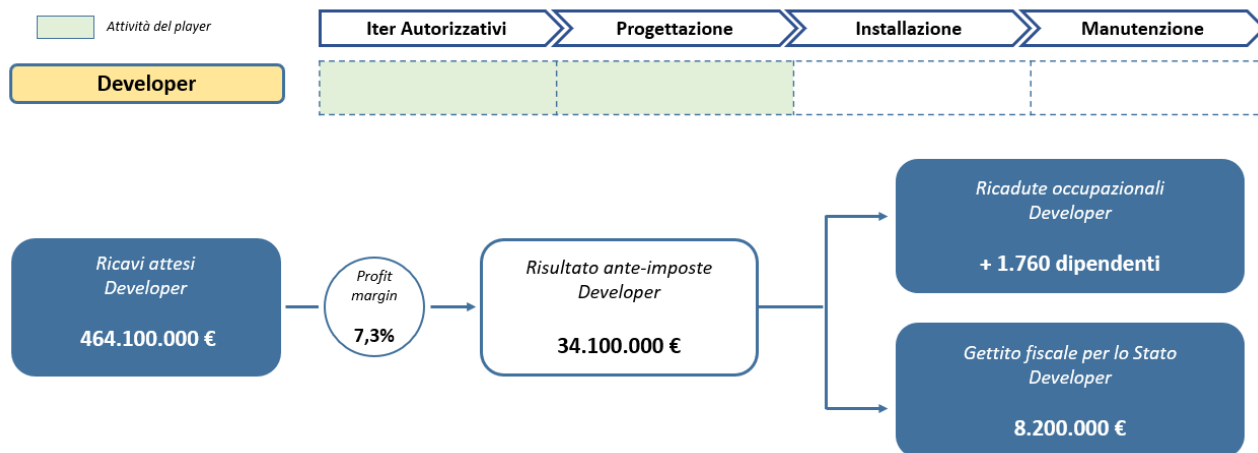 Attività del player
Iter Autorizzativi
Progettazione
Installazione
Manutenzione
Developer
Ricavi attesi
Developer
464.100.000 €
Profit
margin
7,3%
Risultato ante-imposte
Developer
34.100.000 €
Ricadute occupazionali
Developer
+ 1.760 dipendenti
Gettito fiscale per lo Stato
Developer
8.200.000 €